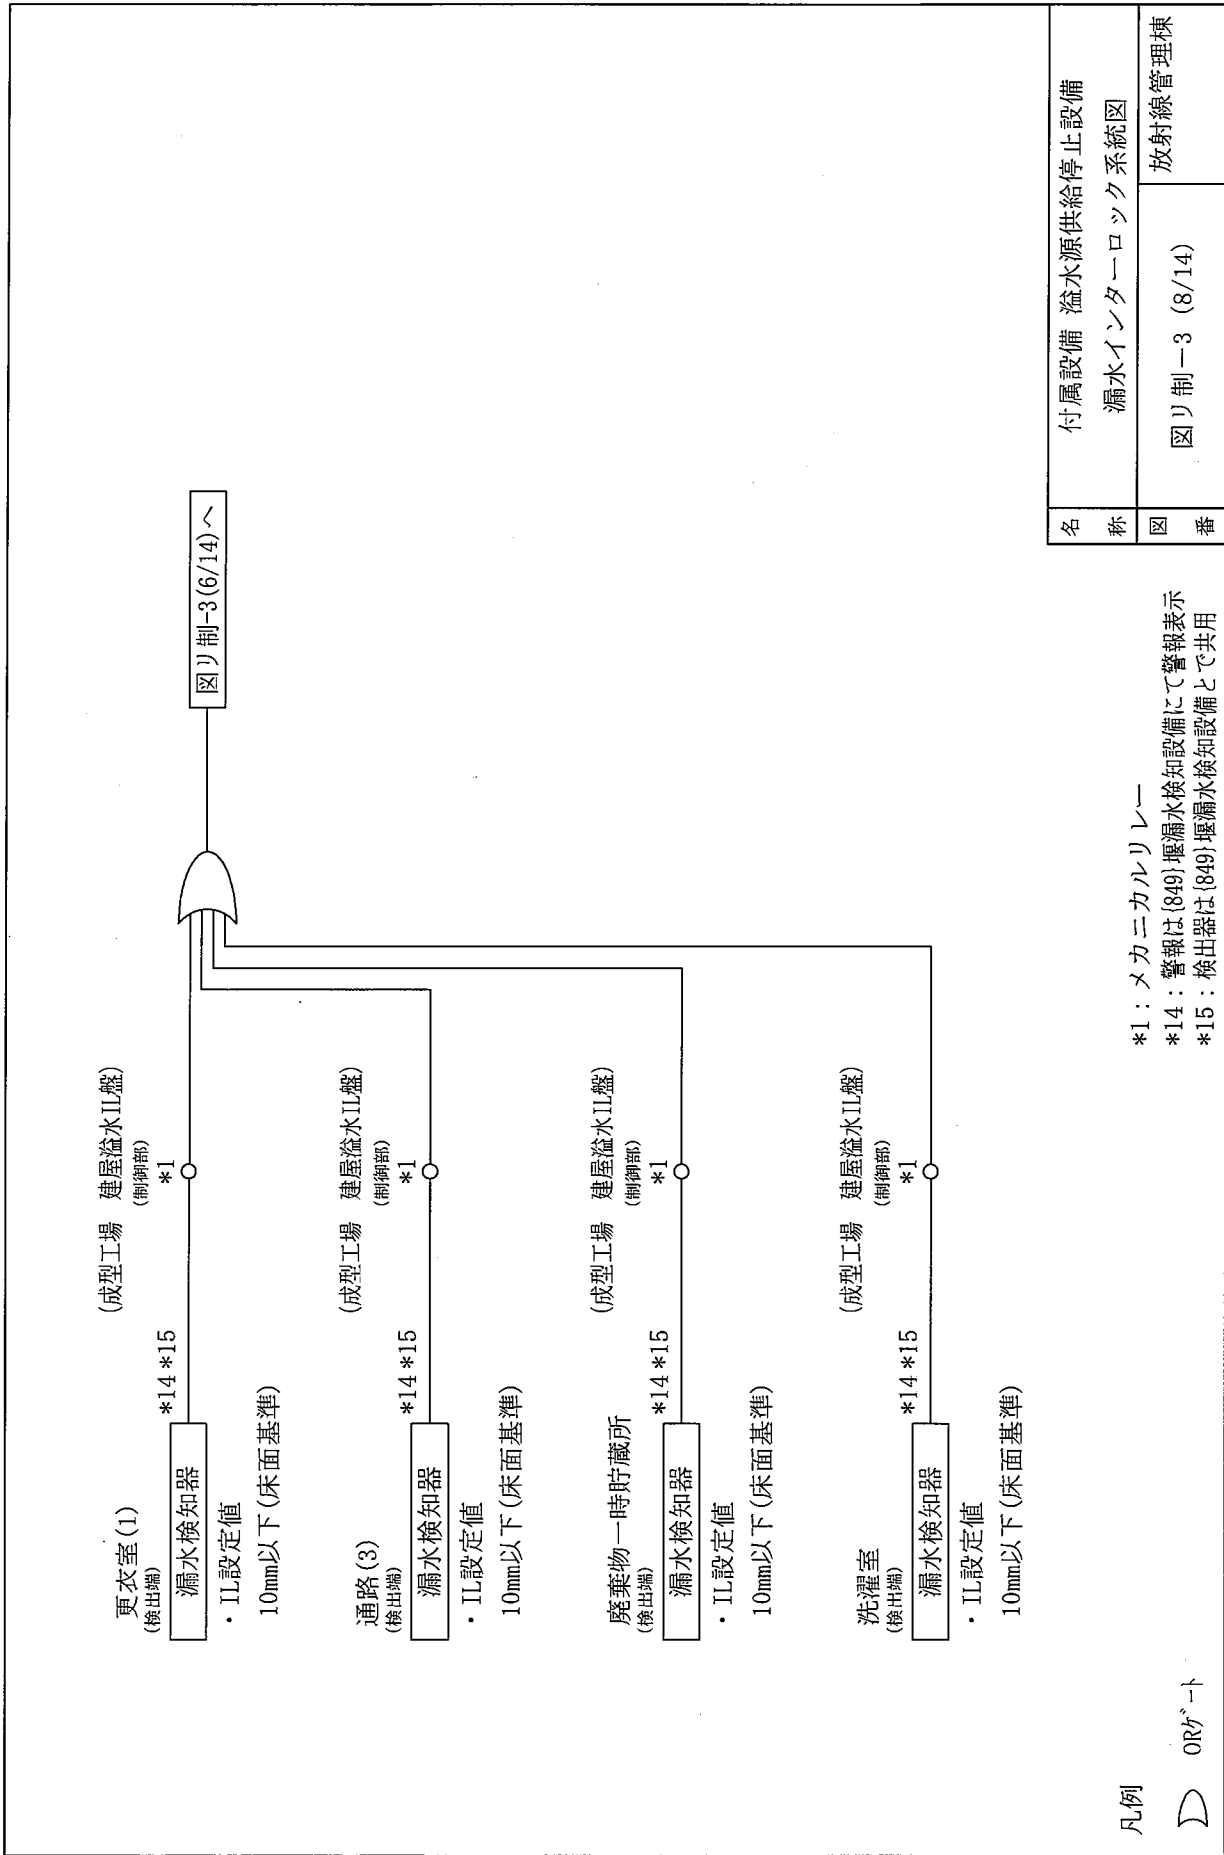 更衣室(1)
(検出端)
漏水検知器
*14 *15
・IL設定値
10mm以下(床面基準)
(成型工場 建屋溢水IL盤)
(制御部)
*1
通路(3)
(検出端)
漏水検知器
*14 *15
・IL設定値
10mm以下(床面基準)
(成型工場 建屋溢水IL盤)
(制御部)
*1
廃棄物一時貯蔵所
(検出端)
漏水検知器
*14 *15
・IL設定値
10mm以下(床面基準)
(成型工場 建屋溢水IL盤)
(制御部)
*1
洗濯室
(検出端)
漏水検知器
*14 *15
・IL設定値
10mm以下(床面基準)
(成型工場 建屋溢水IL盤)
(制御部)
*1
図リ制-3(6/14)へ
凡例
ORゲート
*1：メカニカルリレー
*14：警報は{849}堰漏水検知設備にて警報表示
*15：検出器は{849}堰漏水検知設備とで共用
名称
付属設備 溢水源供給停止設備
漏水インターロック系統図
図番
図リ制－3 (8/14)
放射線管理棟